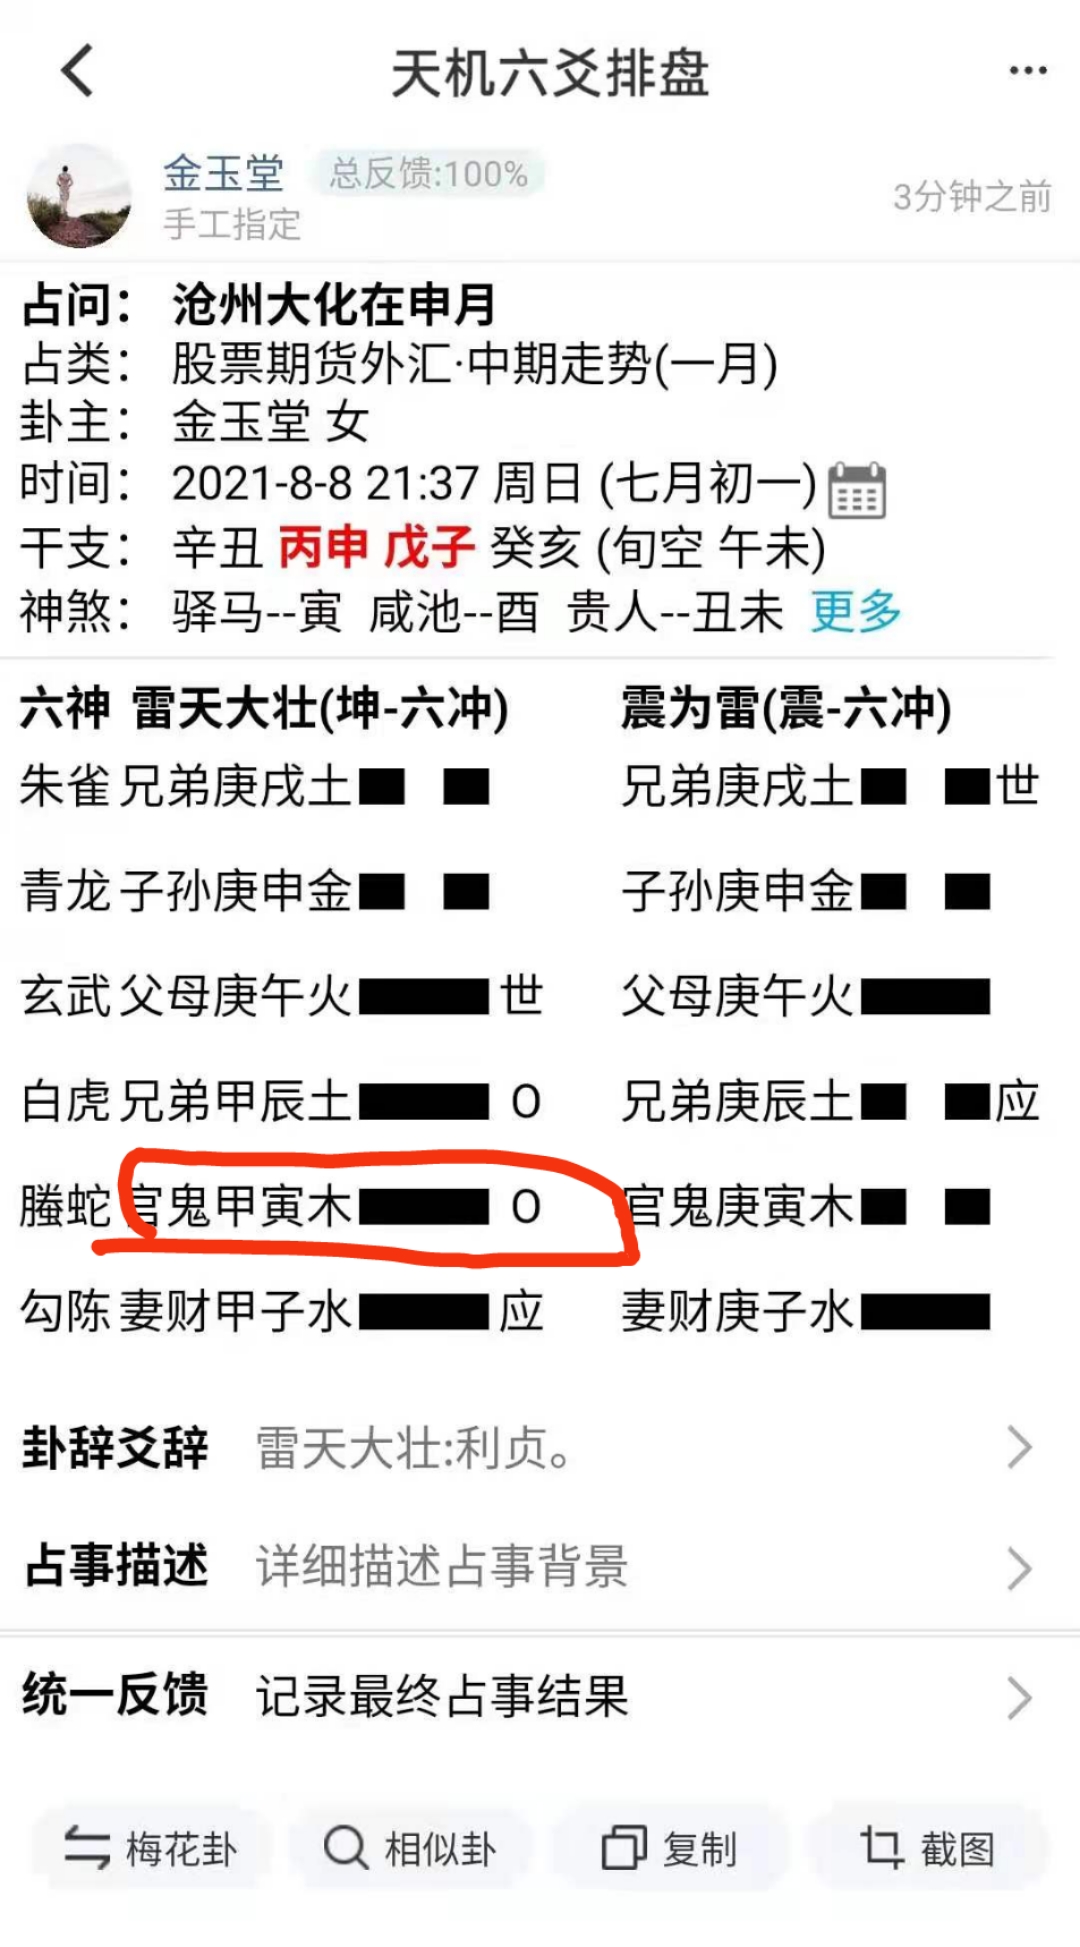 天机六爻排盘
金玉堂 总反馈:100%
手工指定
3分钟之前
占问： 沧州大化在申月
占类： 股票期货外汇·中期走势(一月)
卦主： 金玉堂 女
时间： 2021-8-8 21:37 周日 (七月初一)
干支： 辛丑 丙申 戊子 癸亥 (旬空 午未)
神煞： 驿马--寅 咸池--酉 贵人--丑未 更多
六神 雷天大壮(坤-六冲) 震为雷(震-六冲)
朱雀 兄弟庚戌土 兄弟庚戌土 世
青龙 子孙庚申金 子孙庚申金
玄武 父母庚午火 世 父母庚午火
白虎 兄弟甲辰土 O 兄弟庚辰土 应
螣蛇 官鬼甲寅木 O 官鬼庚寅木
勾陈 妻财甲子水 应 妻财庚子水
卦辞爻辞 雷天大壮:利贞。
占事描述 详细描述占事背景
统一反馈 记录最终占事结果
梅花卦 相似卦 复制 截图